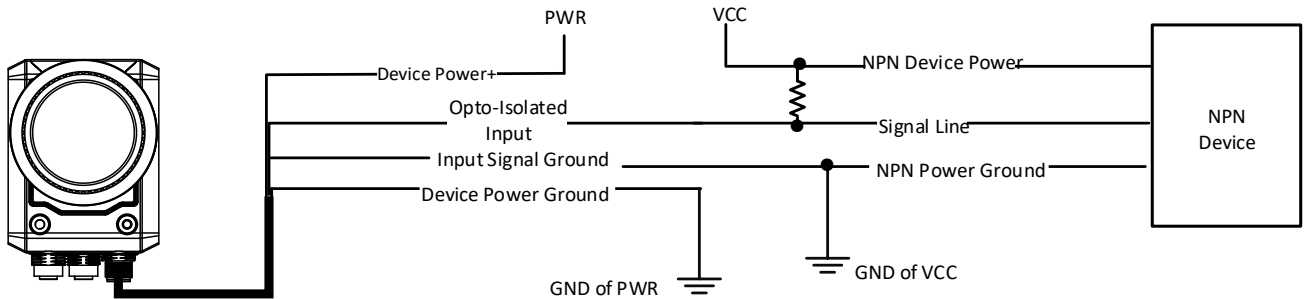 PWR
VCC
Device Power+
NPN Device Power
Opto-Isolated
Input
Signal Line
NPN
Device
Input Signal Ground
NPN Power Ground
Device Power Ground
GND of PWR
GND of VCC